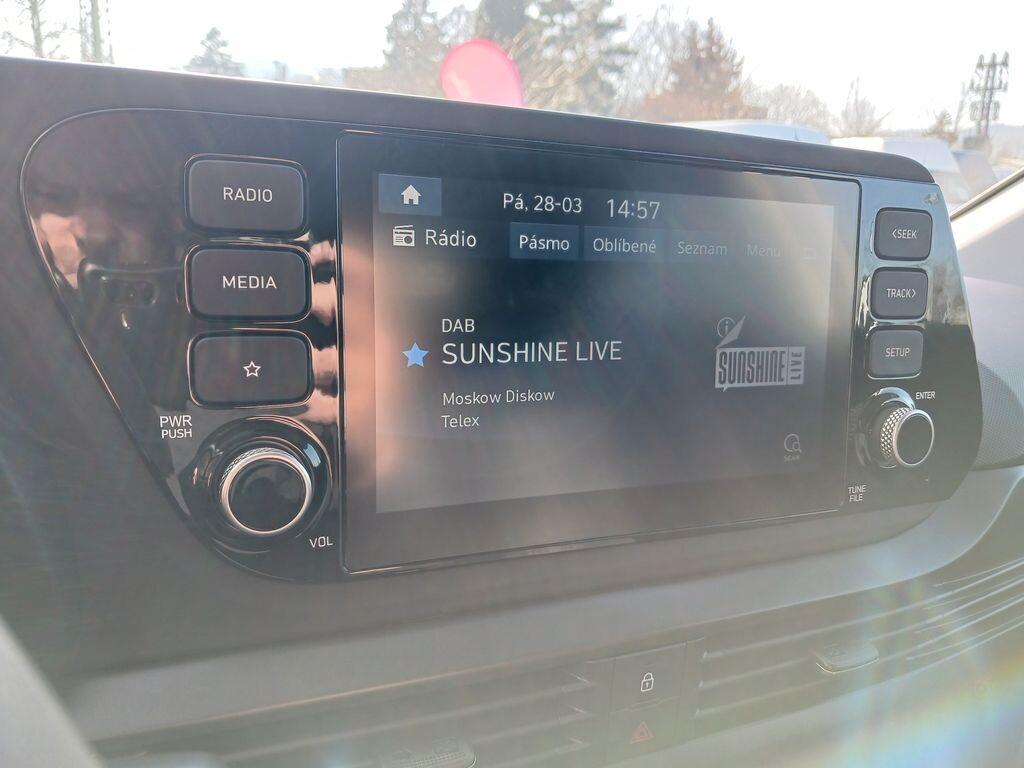 RADIO
MEDIA
PWR
PUSH
VOL
Pá, 28-03 14:57
Rádio Pásmo Oblíbené Seznam Menu
DAB
SUNSHINE LIVE
Moskow Diskow
Telex
SUNSHINE LIVE
SCAN
<SEEK
TRACK>
SETUP
ENTER
TUNE
FILE